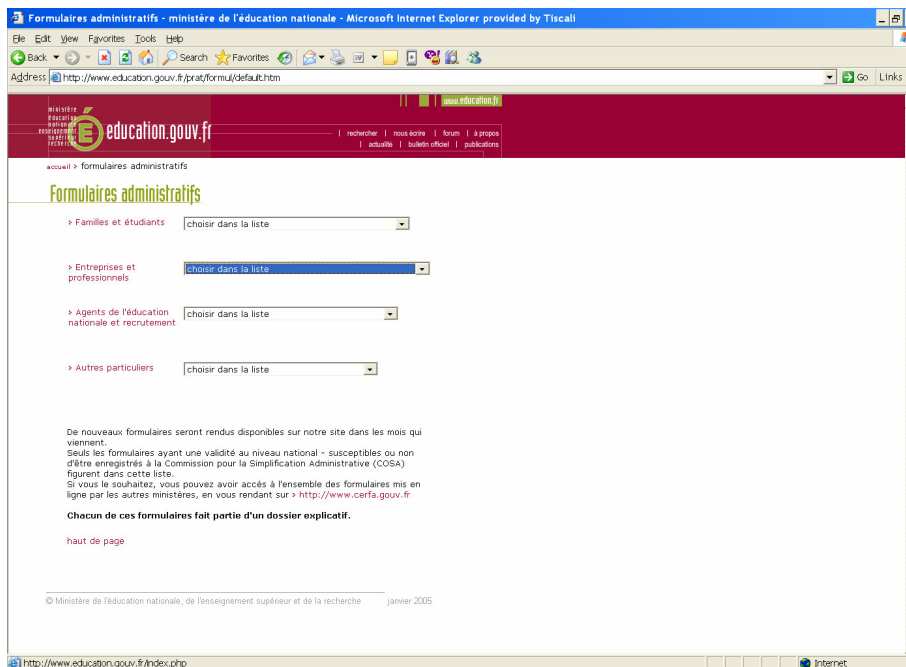 Formulaires administratifs - ministère de l'éducation nationale - Microsoft Internet Explorer provided by Tiscali
File Edit View Favorites Tools Help
Back Search Favorites
Address http://www.education.gouv.fr/prat/formul/default.htm Go Links
www.education.fr
ministère
éducation
nationale
enseignement
supérieur
recherche
É education.gouv.fr
| rechercher | nous écrire | forum | à propos
| actualité | bulletin officiel | publications
accueil > formulaires administratifs
Formulaires administratifs
> Familles et étudiants choisir dans la liste
> Entreprises et professionnels choisir dans la liste
> Agents de l'éducation nationale et recrutement choisir dans la liste
> Autres particuliers choisir dans la liste
De nouveaux formulaires seront rendus disponibles sur notre site dans les mois qui
viennent.
Seuls les formulaires ayant une validité au niveau national - susceptibles ou non
d'être enregistrés à la Commission pour la Simplification Administrative (COSA)
figurent dans cette liste.
Si vous le souhaitez, vous pouvez avoir accès à l'ensemble des formulaires mis en
ligne par les autres ministères, en vous rendant sur > http://www.cerfa.gouv.fr
Chacun de ces formulaires fait partie d'un dossier explicatif.
haut de page
© Ministère de l'éducation nationale, de l'enseignement supérieur et de la recherche janvier 2005
http://www.education.gouv.fr/index.php Internet